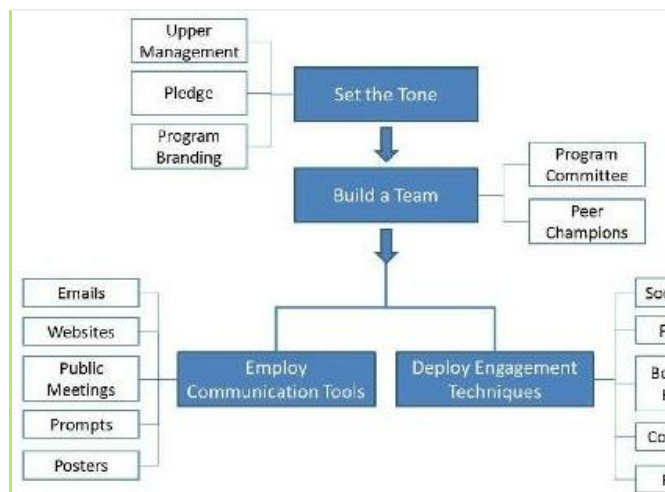 Upper
Management
Pledge
Program
Branding
Set the Tone
Build a Team
Program
Committee
Peer
Champions
Emails
Websites
Public
Meetings
Prompts
Posters
Employ
Communication Tools
Deploy Engagement
Techniques